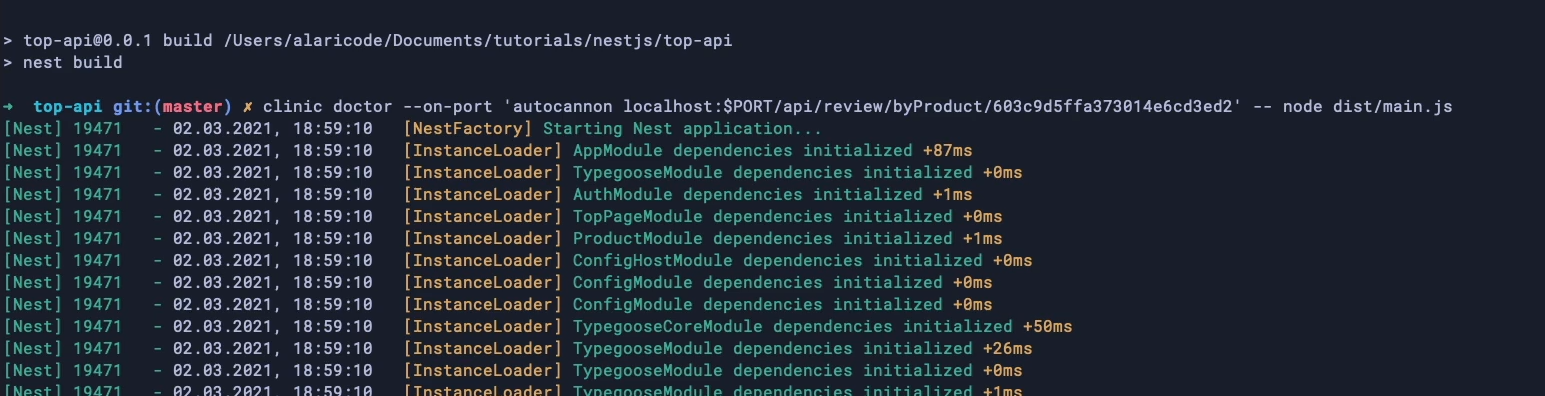 > top-api@0.0.1 build /Users/alaricode/Documents/tutorials/nestjs/top-api
> nest build
➜ top-api git:(master) ✗ clinic doctor --on-port 'autocannon localhost:$PORT/api/review/byProduct/603c9d5ffa373014e6cd3ed2' -- node dist/main.js
[Nest] 19471 - 02.03.2021, 18:59:10 [NestFactory] Starting Nest application...
[Nest] 19471 - 02.03.2021, 18:59:10 [InstanceLoader] AppModule dependencies initialized +87ms
[Nest] 19471 - 02.03.2021, 18:59:10 [InstanceLoader] TypegooseModule dependencies initialized +0ms
[Nest] 19471 - 02.03.2021, 18:59:10 [InstanceLoader] AuthModule dependencies initialized +1ms
[Nest] 19471 - 02.03.2021, 18:59:10 [InstanceLoader] TopPageModule dependencies initialized +0ms
[Nest] 19471 - 02.03.2021, 18:59:10 [InstanceLoader] ProductModule dependencies initialized +1ms
[Nest] 19471 - 02.03.2021, 18:59:10 [InstanceLoader] ConfigHostModule dependencies initialized +0ms
[Nest] 19471 - 02.03.2021, 18:59:10 [InstanceLoader] ConfigModule dependencies initialized +0ms
[Nest] 19471 - 02.03.2021, 18:59:10 [InstanceLoader] ConfigModule dependencies initialized +0ms
[Nest] 19471 - 02.03.2021, 18:59:10 [InstanceLoader] TypegooseCoreModule dependencies initialized +50ms
[Nest] 19471 - 02.03.2021, 18:59:10 [InstanceLoader] TypegooseModule dependencies initialized +26ms
[Nest] 19471 - 02.03.2021, 18:59:10 [InstanceLoader] TypegooseModule dependencies initialized +0ms
[Nest] 19471 - 02.03.2021, 18:59:10 [InstanceLoader] TypegooseModule dependencies initialized +1ms